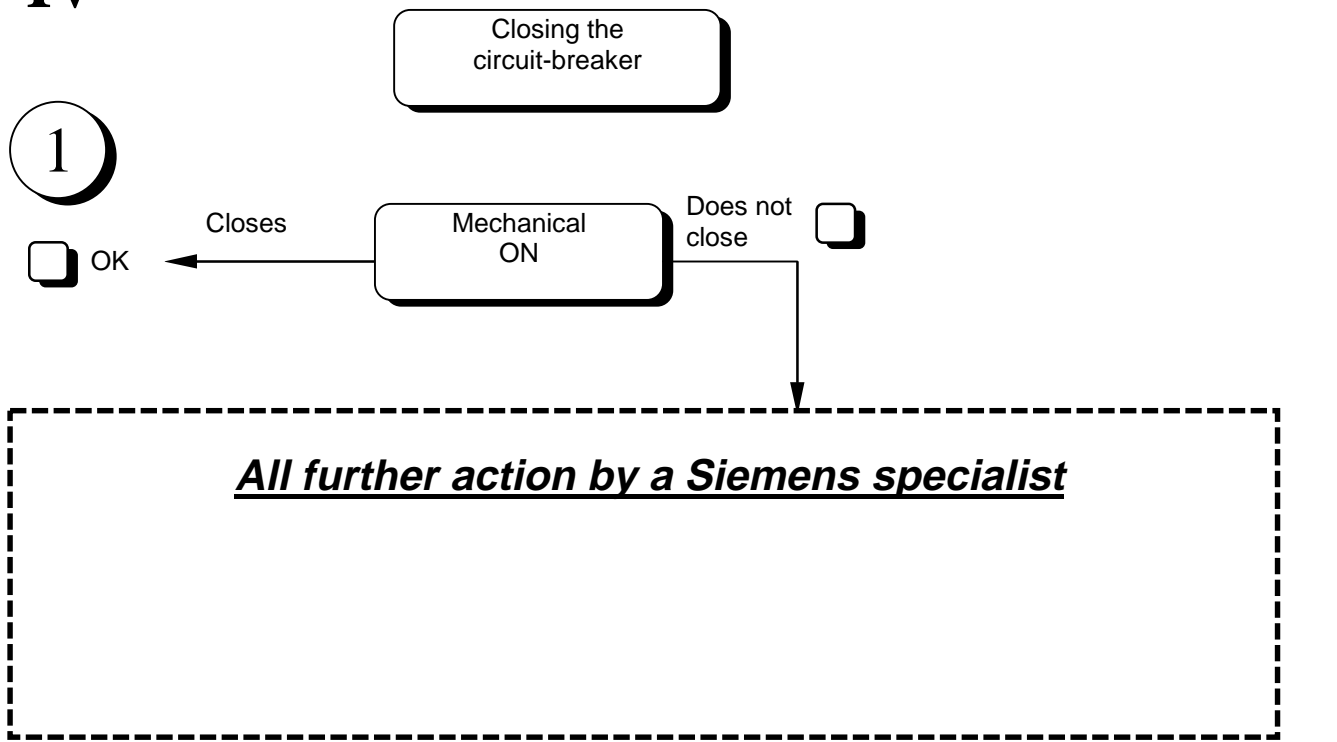 Closing the
circuit-breaker
1
Closes
Mechanical
ON
Does not
close
OK
All further action by a Siemens specialist